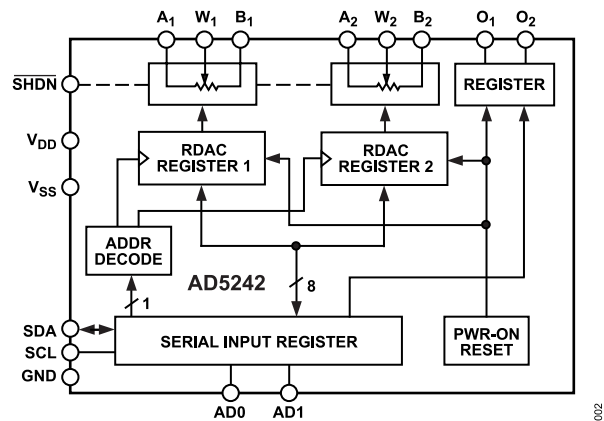 A1 W1 B1 A2 W2 B2 O1 O2
SHDN
REGISTER
VDD
RDAC
REGISTER 1
RDAC
REGISTER 2
VSS
ADDR
DECODE
AD5242
8
1
SDA
SERIAL INPUT REGISTER
PWR-ON
RESET
SCL
GND
AD0 AD1
002